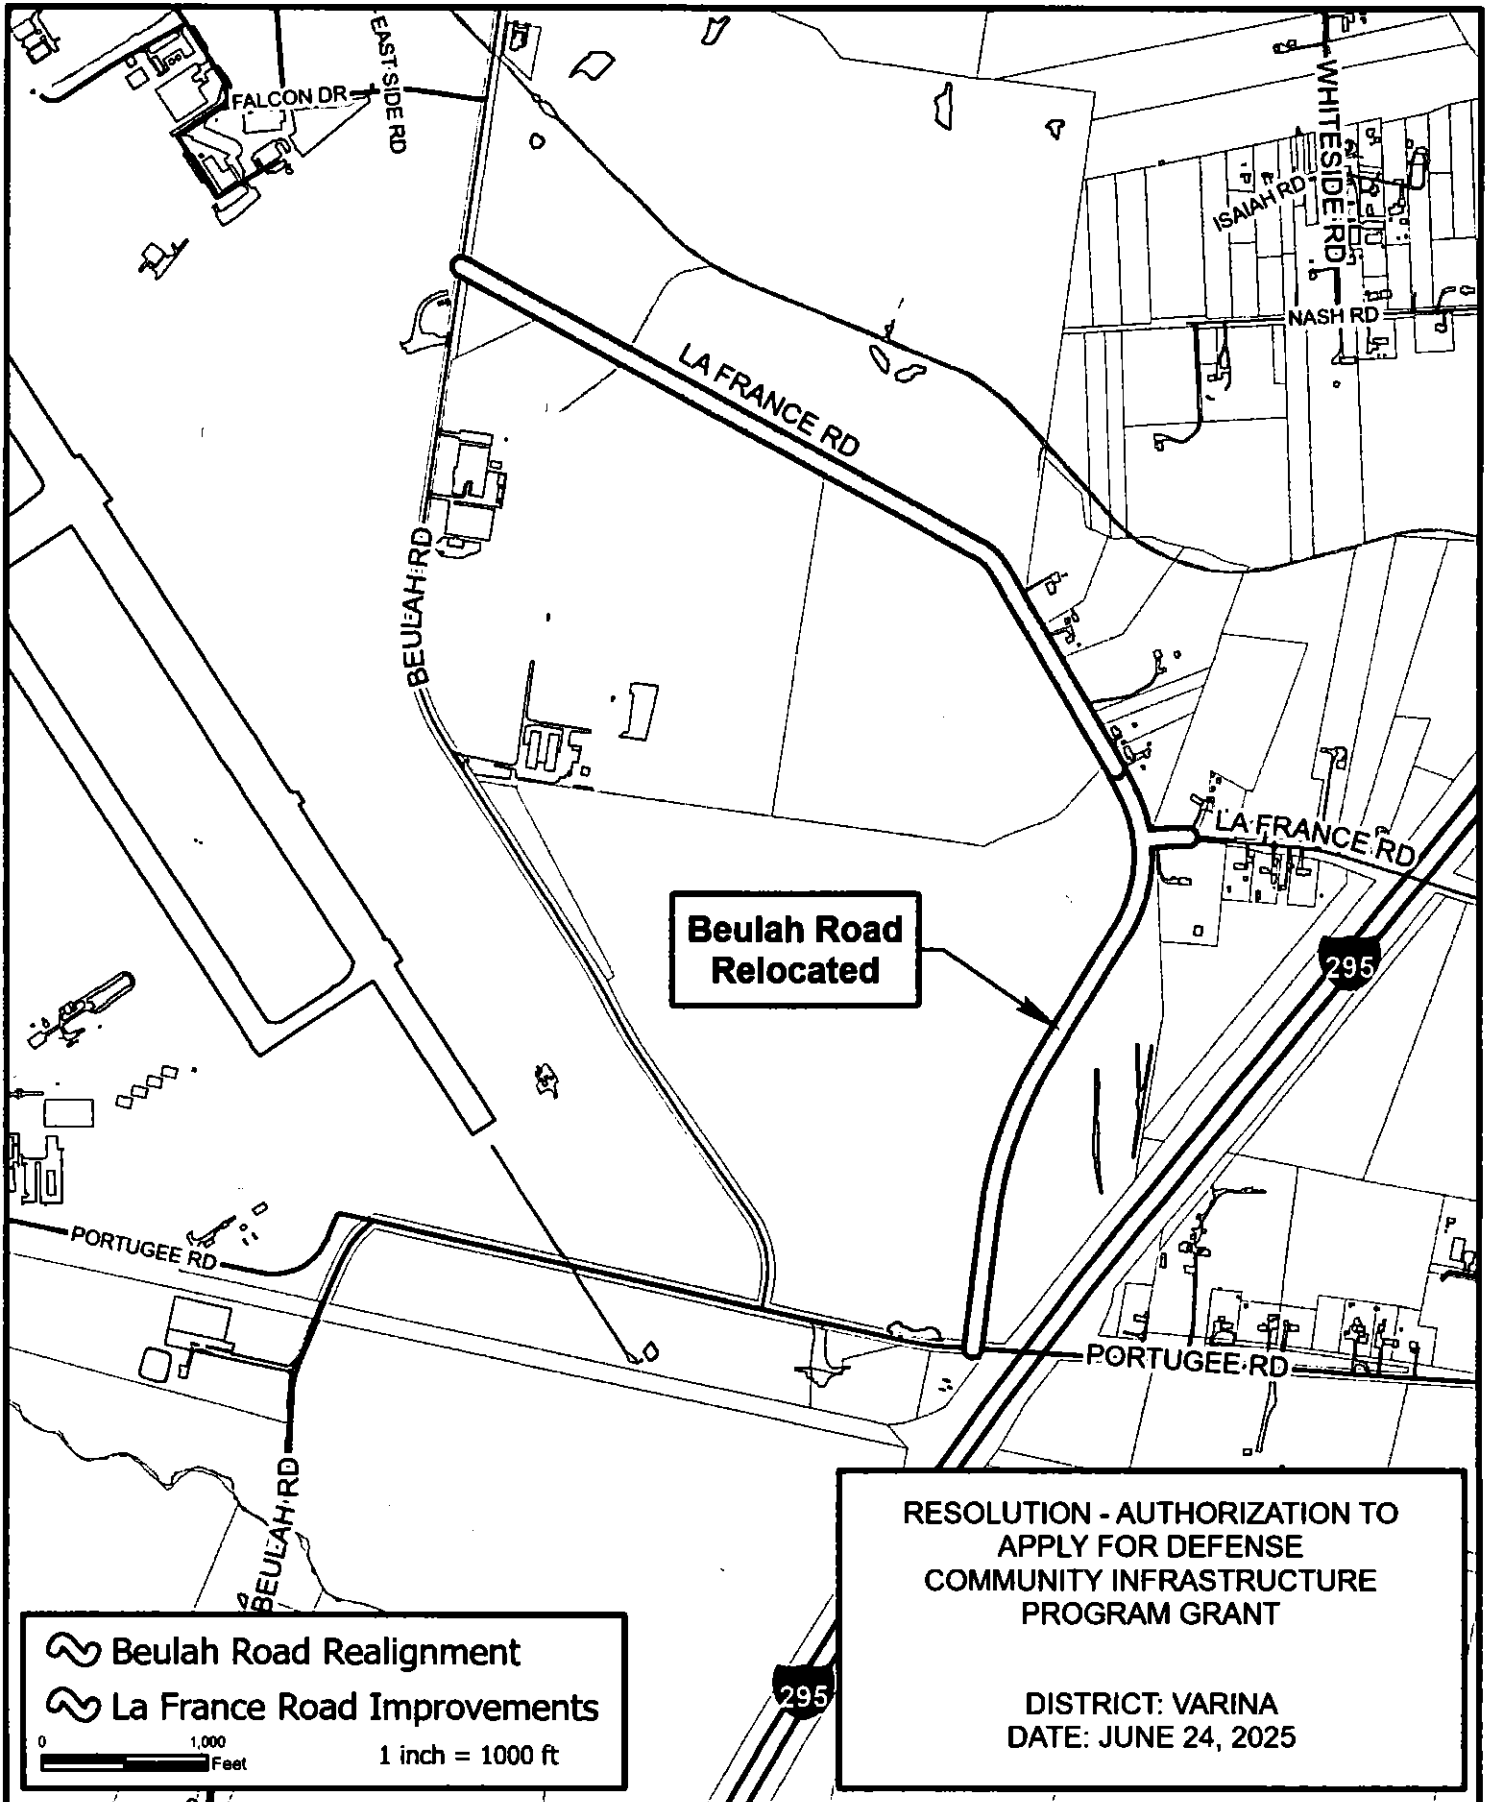 EAST SIDE RD
FALCON DR
WHITESIDE RD
ISAIAH RD
NASH RD
LA FRANCE RD
BEULAH RD
LA FRANCE RD
Beulah Road
Relocated
295
PORTUGEE RD
PORTUGEE RD
BEULAH RD
RESOLUTION - AUTHORIZATION TO
APPLY FOR DEFENSE
COMMUNITY INFRASTRUCTURE
PROGRAM GRANT
DISTRICT: VARINA
DATE: JUNE 24, 2025
Beulah Road Realignment
La France Road Improvements
0 1,000
Feet
1 inch = 1000 ft
295